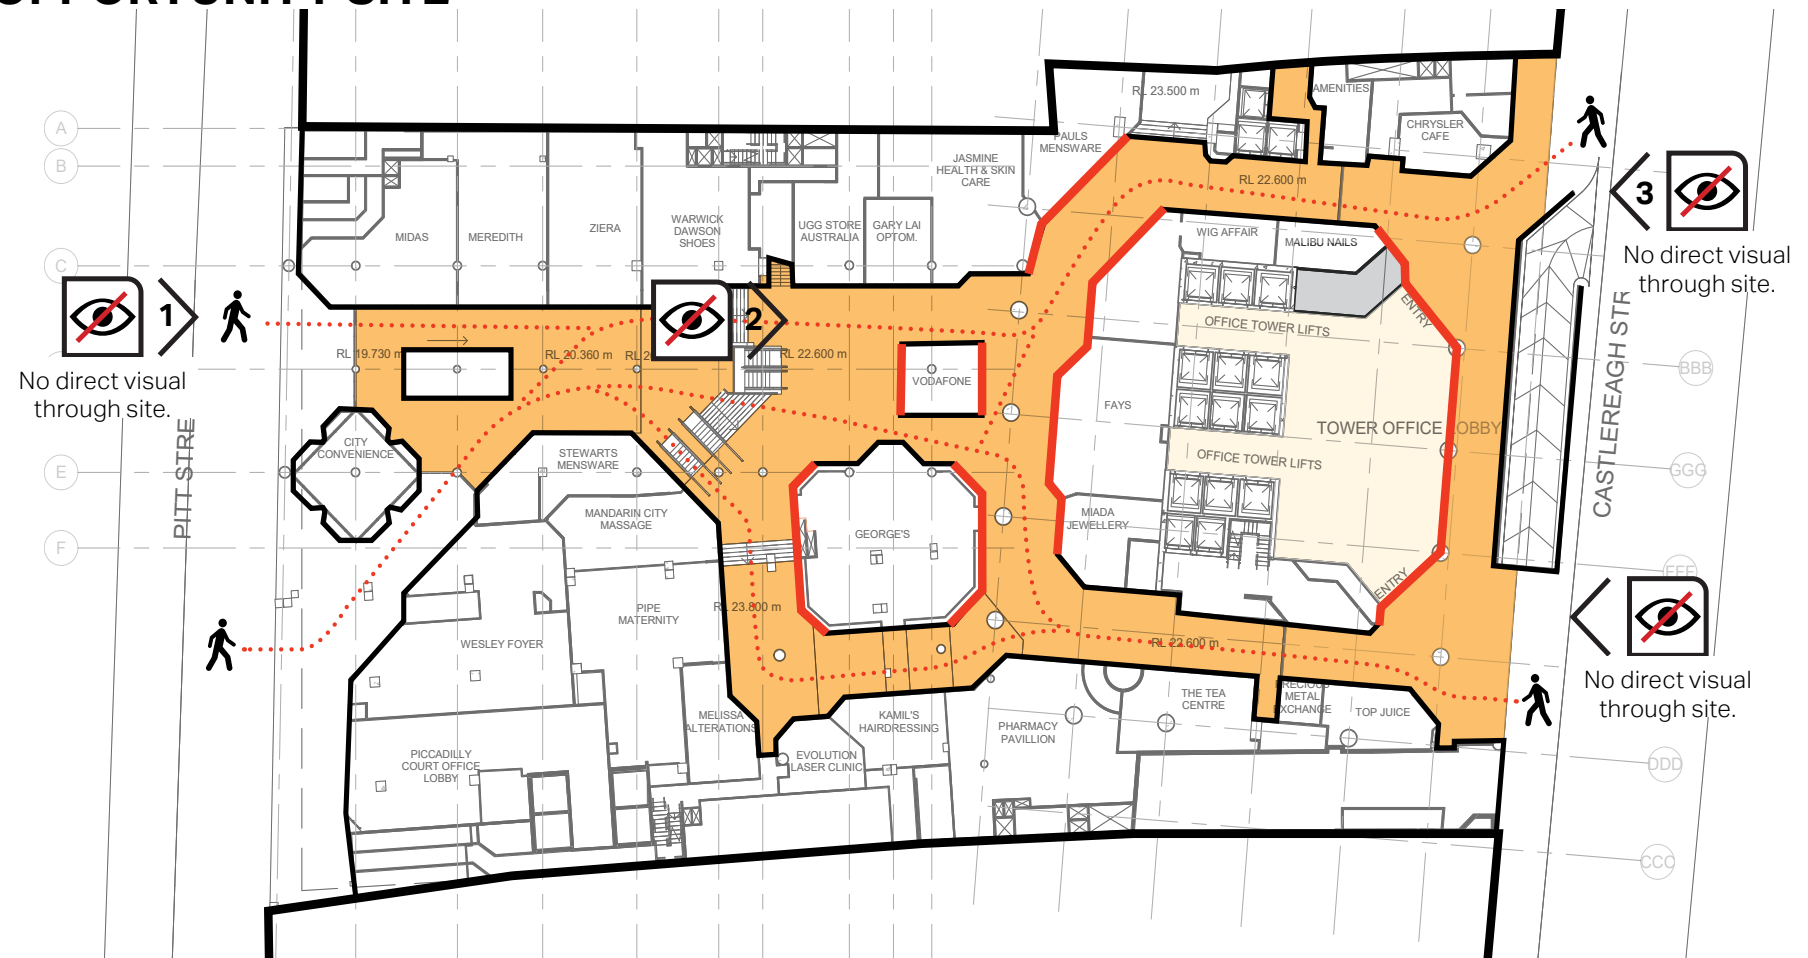 A
B
C
E
F
RL 23.500 m
AMENITIES
CHRYSLER
CAFE
PAULS
MENSWARE
JASMINE
HEALTH & SKIN
CARE
RL 22.600 m
MIDAS
MEREDITH
ZIERA
WARWICK
DAWSON
SHOES
UGG STORE
AUSTRALIA
GARY LAI
OPTOM.
WIG AFFAIR
MALIBU NAILS
ENTRY
OFFICE TOWER LIFTS
1
No direct visual
through site.
2
3
No direct visual
through site.
CASTLEREAGH STR
PITT STRE
RL 19.730 m
RL 20.360 m
RL 22.600 m
VODAFONE
FAYS
TOWER OFFICE LOBBY
OFFICE TOWER LIFTS
BBB
GGG
FFF
DDD
CCC
CITY
CONVENIENCE
STEWARTS
MENSWARE
MANDARIN CITY
MASSAGE
GEORGE'S
MIADA
JEWELLERY
ENTRY
PIPE
MATERNITY
RL 23.800 m
WESLEY FOYER
RL 22.600 m
No direct visual
through site.
MELISSA
ALTERATIONS
KAMIL'S
HAIRDRESSING
THE TEA
CENTRE
METAL
EXCHANGE
TOP JUICE
PHARMACY
PAVILLION
PICCADILLY
COURT OFFICE
LOBBY
EVOLUTION
LASER CLINIC